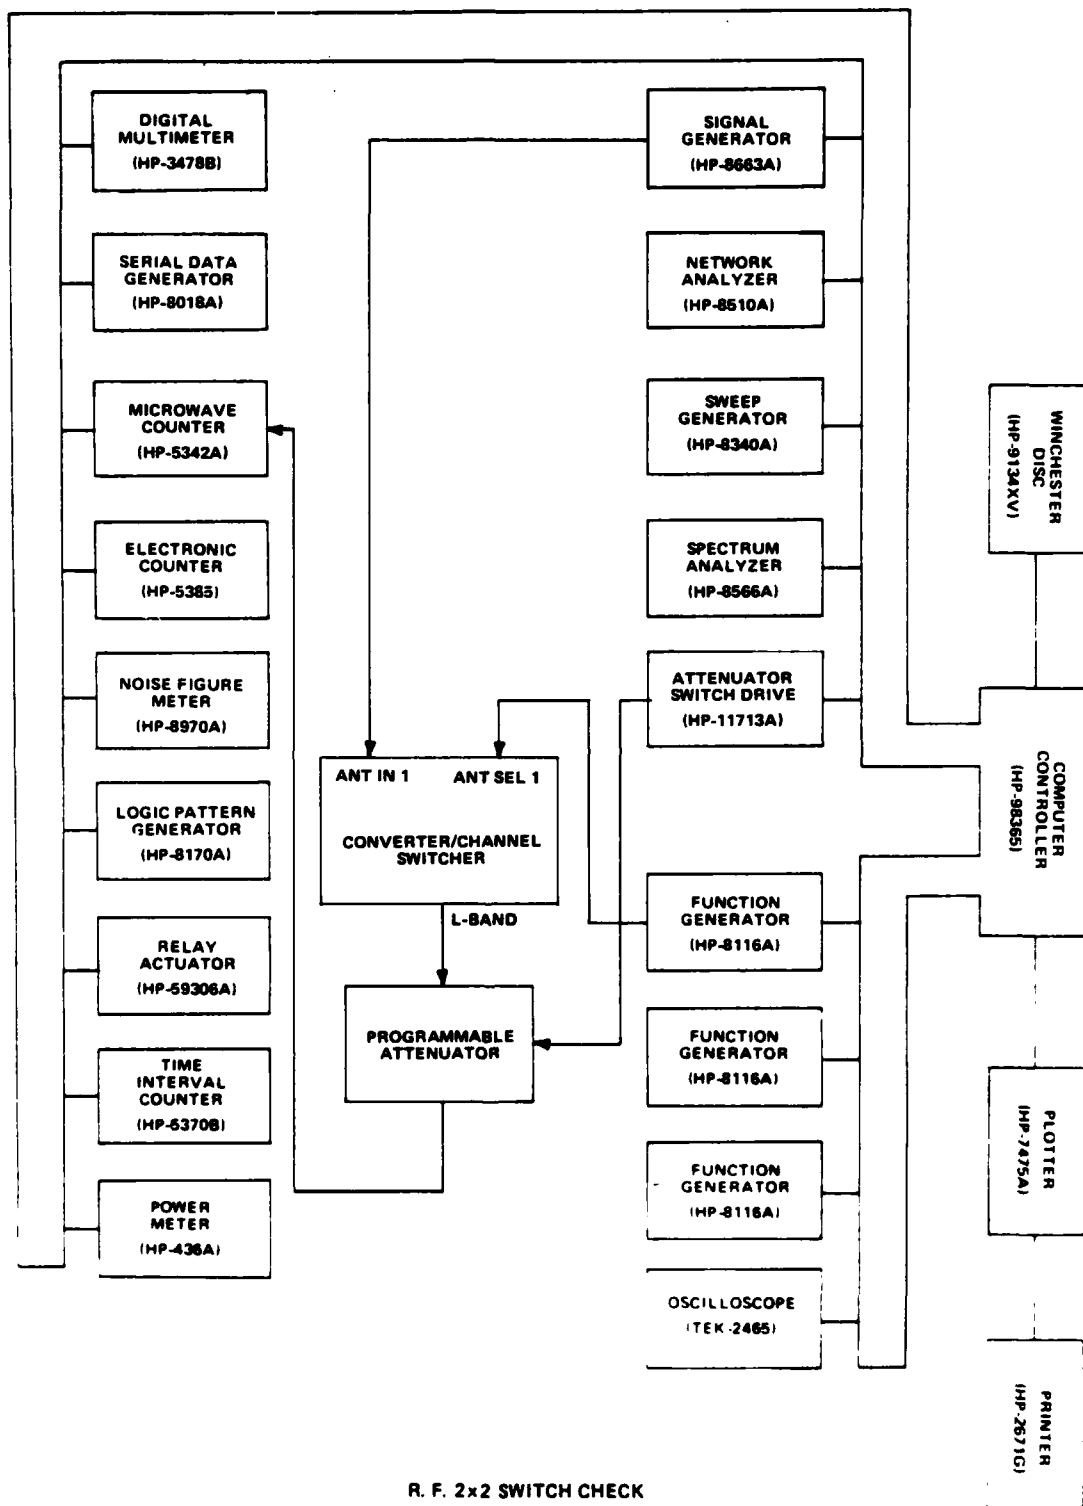 DIGITAL
MULTIMETER
(HP-3478B)
SERIAL DATA
GENERATOR
(HP-8018A)
MICROWAVE
COUNTER
(HP-5342A)
ELECTRONIC
COUNTER
(HP-5385)
NOISE FIGURE
METER
(HP-8970A)
LOGIC PATTERN
GENERATOR
(HP-8170A)
RELAY
ACTUATOR
(HP-59306A)
TIME
INTERVAL
COUNTER
(HP-5370B)
POWER
METER
(HP-436A)
ANT IN 1 ANT SEL 1
CONVERTER/CHANNEL
SWITCHER
L-BAND
PROGRAMMABLE
ATTENUATOR
SIGNAL
GENERATOR
(HP-8663A)
NETWORK
ANALYZER
(HP-8510A)
SWEEP
GENERATOR
(HP-8340A)
SPECTRUM
ANALYZER
(HP-8566A)
ATTENUATOR
SWITCH DRIVE
(HP-11713A)
FUNCTION
GENERATOR
(HP-8116A)
FUNCTION
GENERATOR
(HP-8116A)
FUNCTION
GENERATOR
(HP-8116A)
OSCILLOSCOPE
(TEK-2465)
WINCHESTER
DISC
(HP-9134XV)
COMPUTER
CONTROLLER
(HP-98365)
PLOTTER
(HP-7475A)
PRINTER
(HP-2671G)
R. F. 2x2 SWITCH CHECK